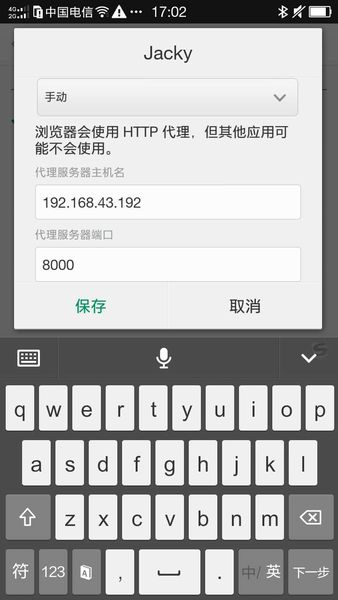 4G 2G 中国电信 ... 17:02
Jacky
手动
浏览器会使用 HTTP 代理，但其他应用可
能不会使用。
代理服务器主机名
192.168.43.192
代理服务器端口
8000
保存 取消
q w e r t y u i o p
a s d f g h j k l
z x c v b n m
符 123 , . 中/英 下一步